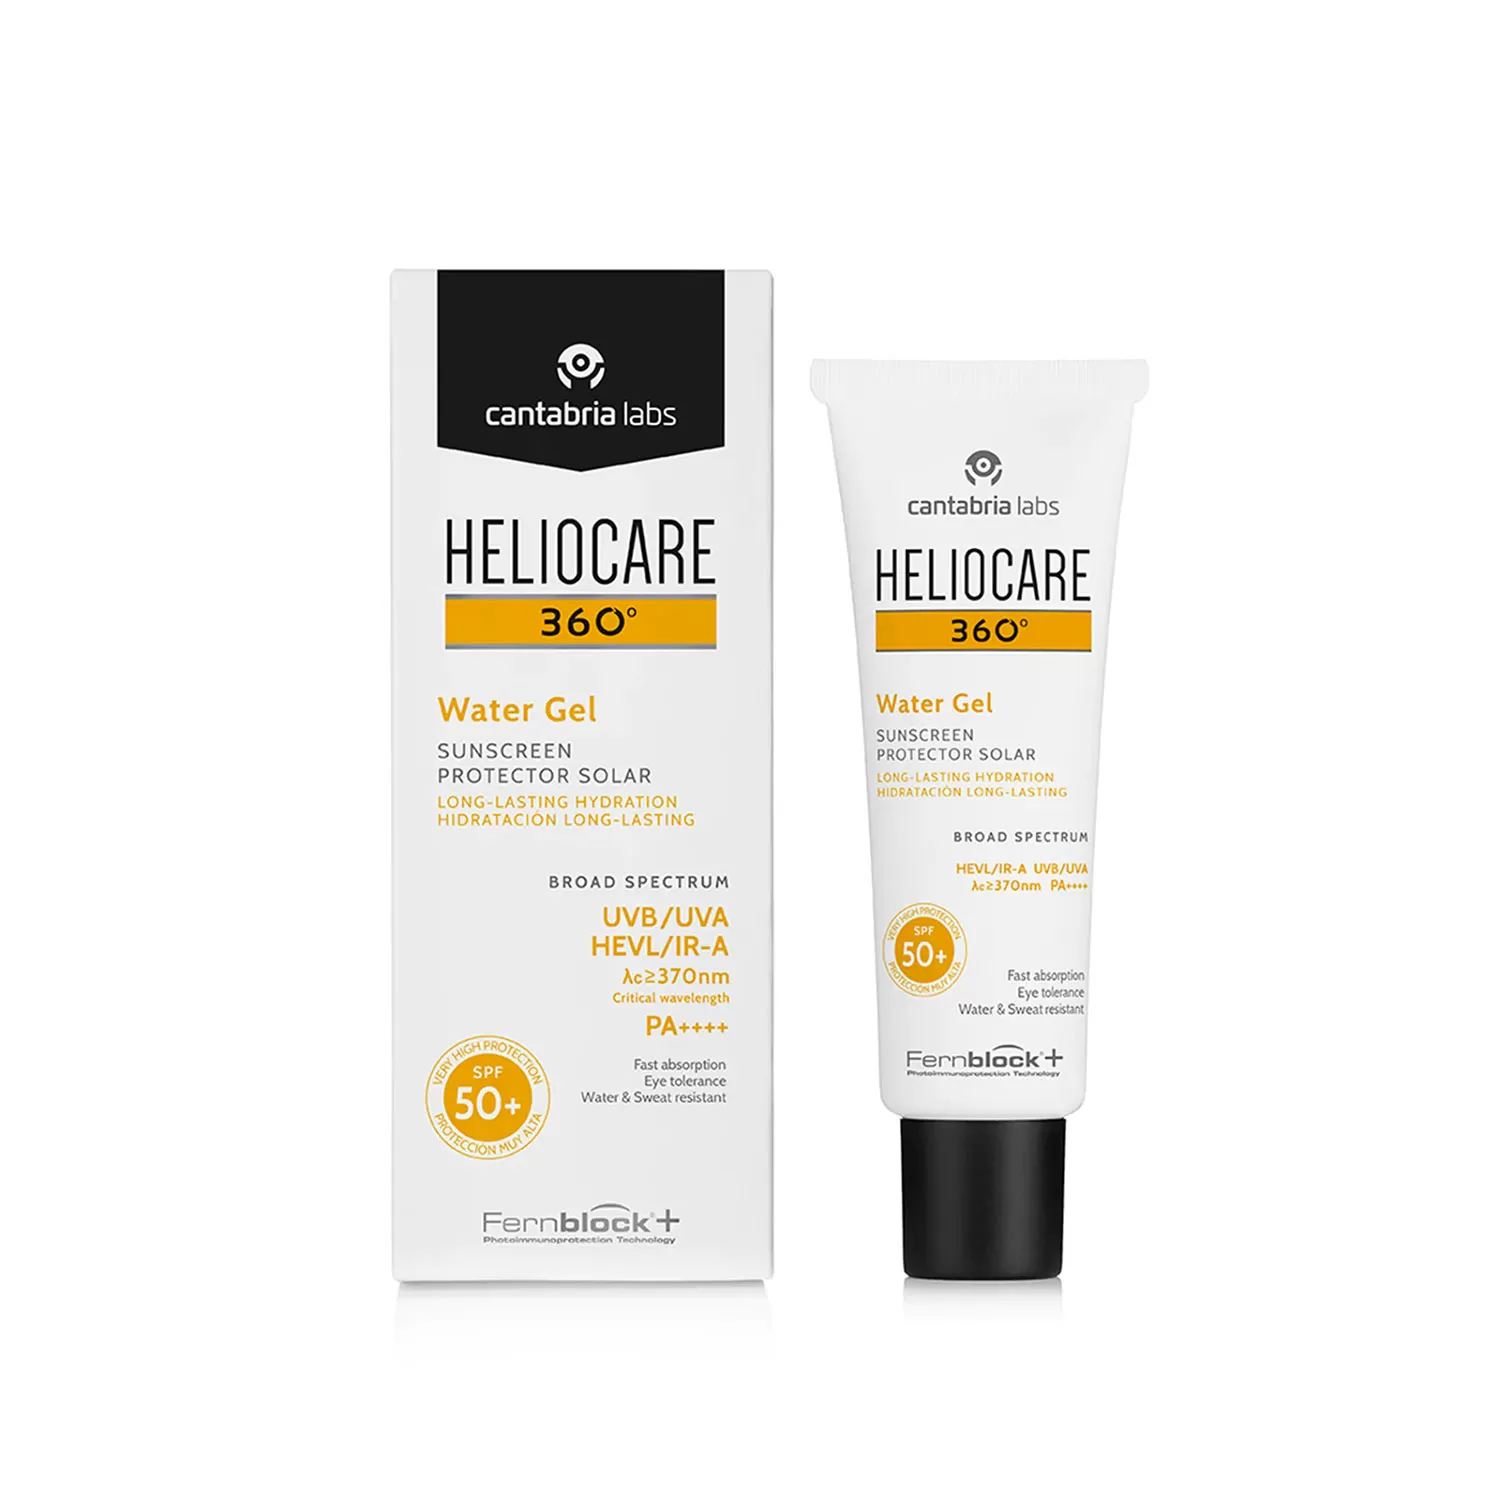 cantabria labs
HELIOCARE
360°
Water Gel
SUNSCREEN
PROTECTOR SOLAR
LONG-LASTING HYDRATION
HIDRATACIÓN LONG-LASTING
BROAD SPECTRUM
UVB/UVA
HEVL/IR-A
λc≥370nm
Critical wavelength
PA++++
VERY HIGH PROTECTION
SPF
50+
PROTECCIÓN MUY ALTA
Fast absorption
Eye tolerance
Water & Sweat resistant
Fernblock®+
Photoimmunoprotection Technology
cantabria labs
HELIOCARE
360°
Water Gel
SUNSCREEN
PROTECTOR SOLAR
LONG-LASTING HYDRATION
HIDRATACIÓN LONG-LASTING
BROAD SPECTRUM
HEVL/IR-A UVB/UVA
λc≥370nm PA++++
VERY HIGH PROTECTION
SPF
50+
PROTECCIÓN MUY ALTA
Fast absorption
Eye tolerance
Water & Sweat resistant
Fernblock®+
Photoimmunoprotection Technology